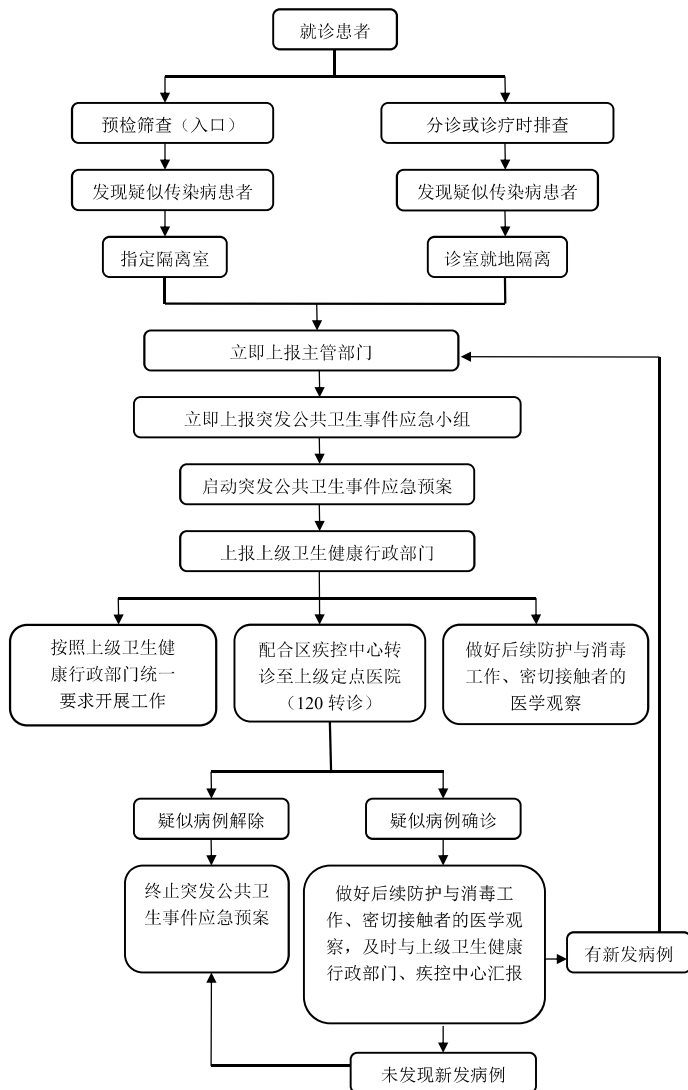 就诊患者
预检筛查（入口）
分诊或诊疗时排查
发现疑似传染病患者
发现疑似传染病患者
指定隔离室
诊室就地隔离
立即上报主管部门
立即上报突发公共卫生事件应急小组
启动突发公共卫生事件应急预案
上报上级卫生健康行政部门
按照上级卫生健
康行政部门统一
要求开展工作
配合区疾控中心转
诊至上级定点医院
（120 转诊）
做好后续防护与消毒
工作、密切接触者的
医学观察
疑似病例解除
疑似病例确诊
终止突发公共卫
生事件应急预案
做好后续防护与消毒工
作、密切接触者的医学观
察，及时与上级卫生健康
行政部门、疾控中心汇报
有新发病例
未发现新发病例